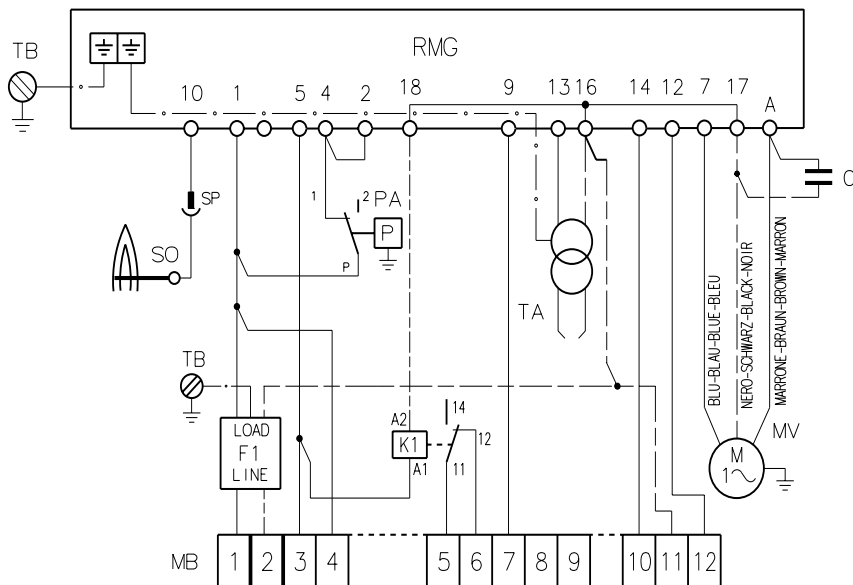 RMG
TB
10 1 5 4 2 18 9 13 16 14 12 7 17 A
SP
1 2 PA
P
C
SO
P
TA
BLU-BLAU-BLUE-BLEU
NERO-SCHWARZ-BLACK-NOIR
MARRONE-BRAUN-BROWN-MARRON
TB
LOAD
F1
LINE
A2
K1
A1
14
12
11
MV
M
1~
MB 1 2 3 4 5 6 7 8 9 10 11 12